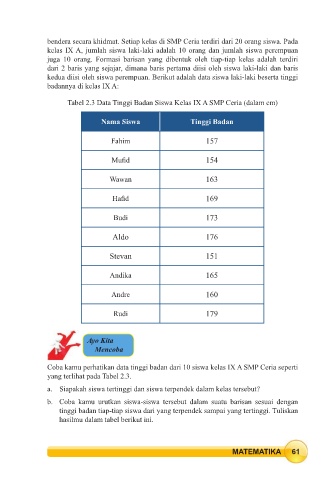 bendera secara khidmat. Setiap kelas di SMP Ceria terdiri dari 20 orang siswa. Pada
kelas IX A, jumlah siswa laki-laki adalah 10 orang dan jumlah siswa perempuan
juga 10 orang. Formasi barisan yang dibentuk oleh tiap-tiap kelas adalah terdiri
dari 2 baris yang sejajar, dimana baris pertama diisi oleh siswa laki-laki dan baris
kedua diisi oleh siswa perempuan. Berikut adalah data siswa laki-laki beserta tinggi
badannya di kelas IX A:
Tabel 2.3 Data Tinggi Badan Siswa Kelas IX A SMP Ceria (dalam cm)
Nama Siswa Tinggi Badan
Fahim 157
Mufid 154
Wawan 163
Hafid 169
Budi 173
Aldo 176
Stevan 151
Andika 165
Andre 160
Rudi 179
Ayo Kita
Mencoba
Coba kamu perhatikan data tinggi badan dari 10 siswa kelas IX A SMP Ceria seperti
yang terlihat pada Tabel 2.3.
a. Siapakah siswa tertinggi dan siswa terpendek dalam kelas tersebut?
b. Coba kamu urutkan siswa-siswa tersebut dalam suatu barisan sesuai dengan
tinggi badan tiap-tiap siswa dari yang terpendek sampai yang tertinggi. Tuliskan
hasilmu dalam tabel berikut ini.
MATEMATIKA 61